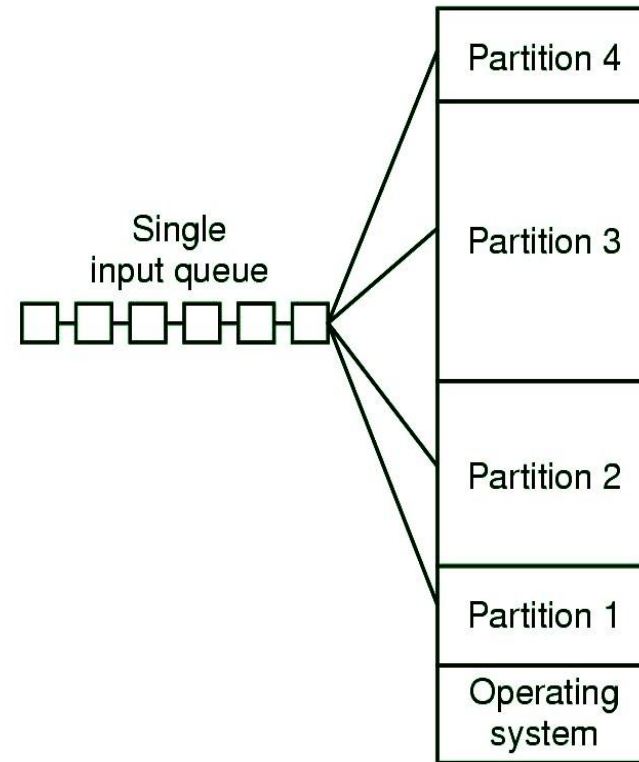 Partition 4
Single
input queue
Partition 3
Partition 2
Partition 1
Operating
system